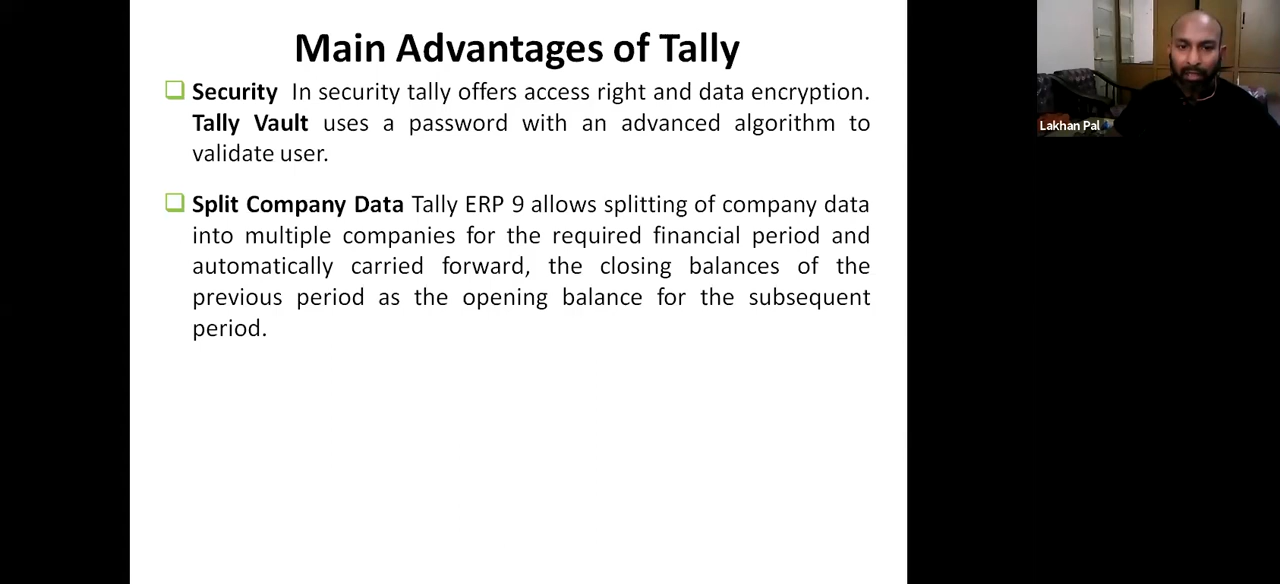 Main Advantages of Tally
Security In security tally offers access right and data encryption.
Tally Vault uses a password with an advanced algorithm to
validate user.
Split Company Data Tally ERP 9 allows splitting of company data
into multiple companies for the required financial period and
automatically carried forward, the closing balances of the
previous period as the opening balance for the subsequent
period.
Lakhan Pal